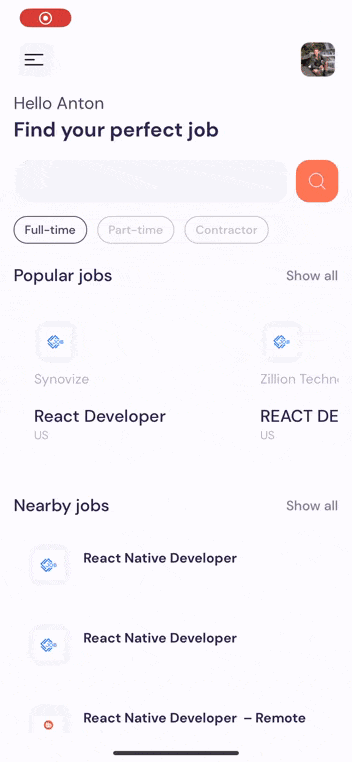 Hello Anton
Find your perfect job
Full-time
Part-time
Contractor
Popular jobs
Show all
Synovize
Zillion Techn
React Developer
REACT DE
US
US
Nearby jobs
Show all
React Native Developer
React Native Developer
React Native Developer – Remote